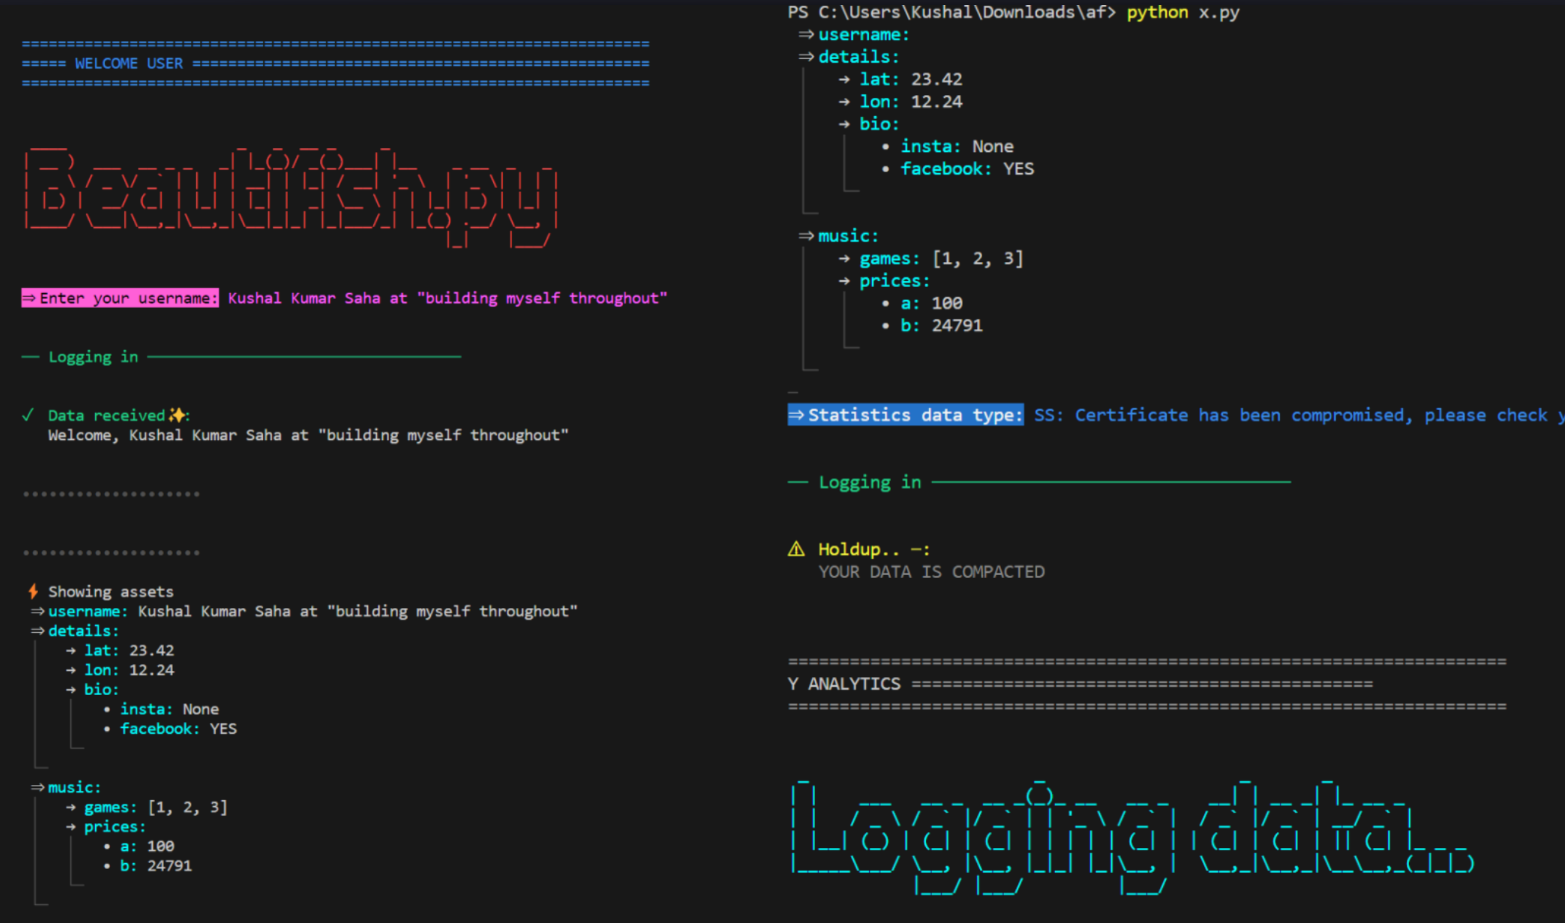 =====================================================================
===== WELCOME USER ==================================================
=====================================================================
Beautifish.py
⇒Enter your username: Kushal Kumar Saha at "building myself throughout"
── Logging in ───────────────────────────────────
✓ Data received✨:
Welcome, Kushal Kumar Saha at "building myself throughout"
••••••••••••••••••••
••••••••••••••••••••
⚡ Showing assets
⇒username: Kushal Kumar Saha at "building myself throughout"
⇒details:
➔ lat: 23.42
➔ lon: 12.24
➔ bio:
• insta: None
• facebook: YES
⇒music:
➔ games: [1, 2, 3]
➔ prices:
• a: 100
• b: 24791
PS C:\Users\Kushal\Downloads\af> python x.py
⇒username:
⇒details:
➔ lat: 23.42
➔ lon: 12.24
➔ bio:
• insta: None
• facebook: YES
⇒music:
➔ games: [1, 2, 3]
➔ prices:
• a: 100
• b: 24791
⇒Statistics data type: SS: Certificate has been compromised, please check
── Logging in ───────────────────────────────────
⚠ Holdup.. —:
YOUR DATA IS COMPACTED
======================================================================
Y ANALYTICS =============================================
======================================================================
Logging data...